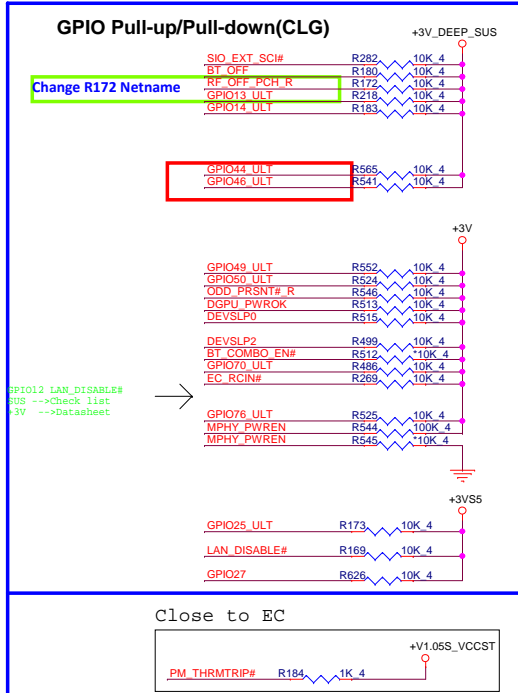 GPIO Pull-up/Pull-down(CLG)
+3V_DEEP_SUS
SIO_EXT_SCI# R282 10K_4
BT_OFF R180 10K_4
RF_OFF_PCH_R R172 10K_4
Change R172 Netname
GPIO13_ULT R218 10K_4
GPIO14_ULT R183 10K_4
GPIO44_ULT R565 10K_4
GPIO46_ULT R541 10K_4
+3V
GPIO49_ULT R552 10K_4
GPIO50_ULT R524 10K_4
ODD_PRSNT#_R R546 10K_4
DGPU_PWROK R513 10K_4
DEVSLP0 R515 10K_4
DEVSLP2 R499 10K_4
BT_COMBO_EN# R512 *10K_4
GPIO70_ULT R486 10K_4
EC_RCIN# R269 10K_4
GPIO12 LAN_DISABLE#
SUS -->Check list
+3V -->Datasheet
GPIO76_ULT R525 10K_4
MPHY_PWREN R544 100K_4
MPHY_PWREN R545 *10K_4
+3VS5
GPIO25_ULT R173 10K_4
LAN_DISABLE# R169 10K_4
GPIO27 R626 10K_4
Close to EC
+V1.05S_VCCST
PM_THRMTRIP# R184 1K_4